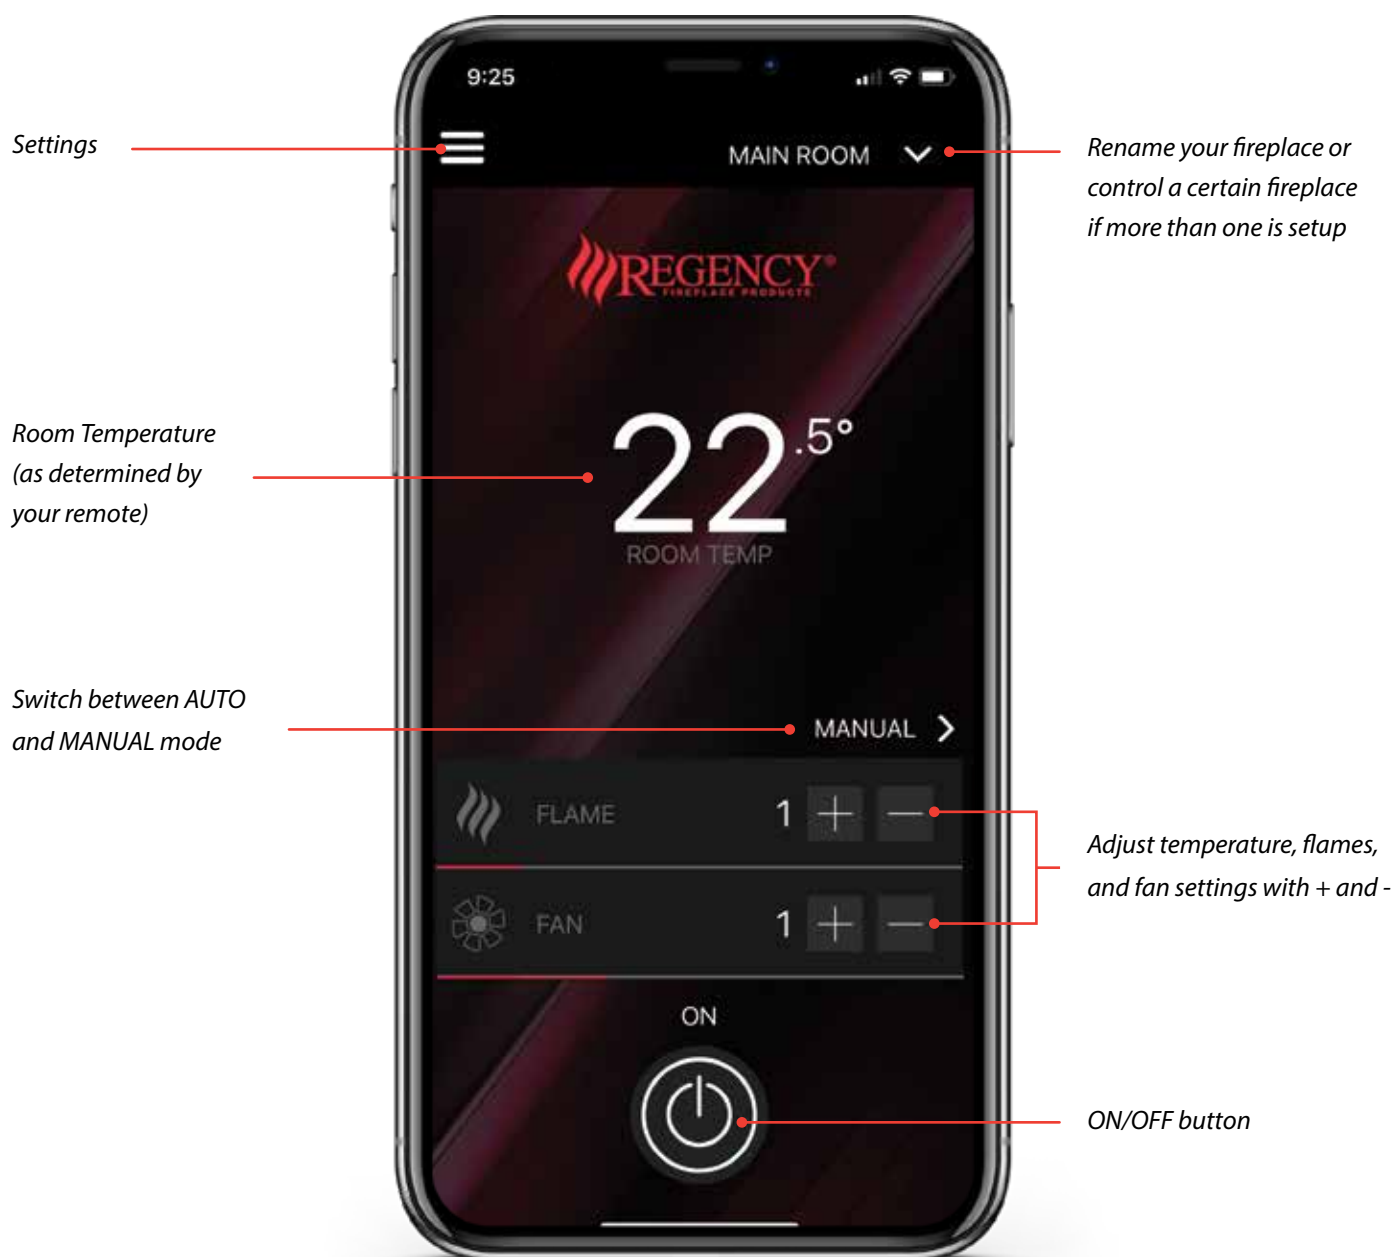 9:25
Settings
MAIN ROOM
Rename your fireplace or
control a certain fireplace
if more than one is setup
REGENCY®
FIREPLACE PRODUCTS
22.5°
ROOM TEMP
Room Temperature
(as determined by
your remote)
Switch between AUTO
and MANUAL mode
MANUAL
FLAME 1 + −
FAN 1 + −
Adjust temperature, flames,
and fan settings with + and -
ON
ON/OFF button